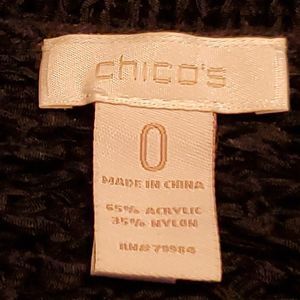 chico's
0
MADE IN CHINA
65% ACRYLIC
35% NYLON
RN# 79984